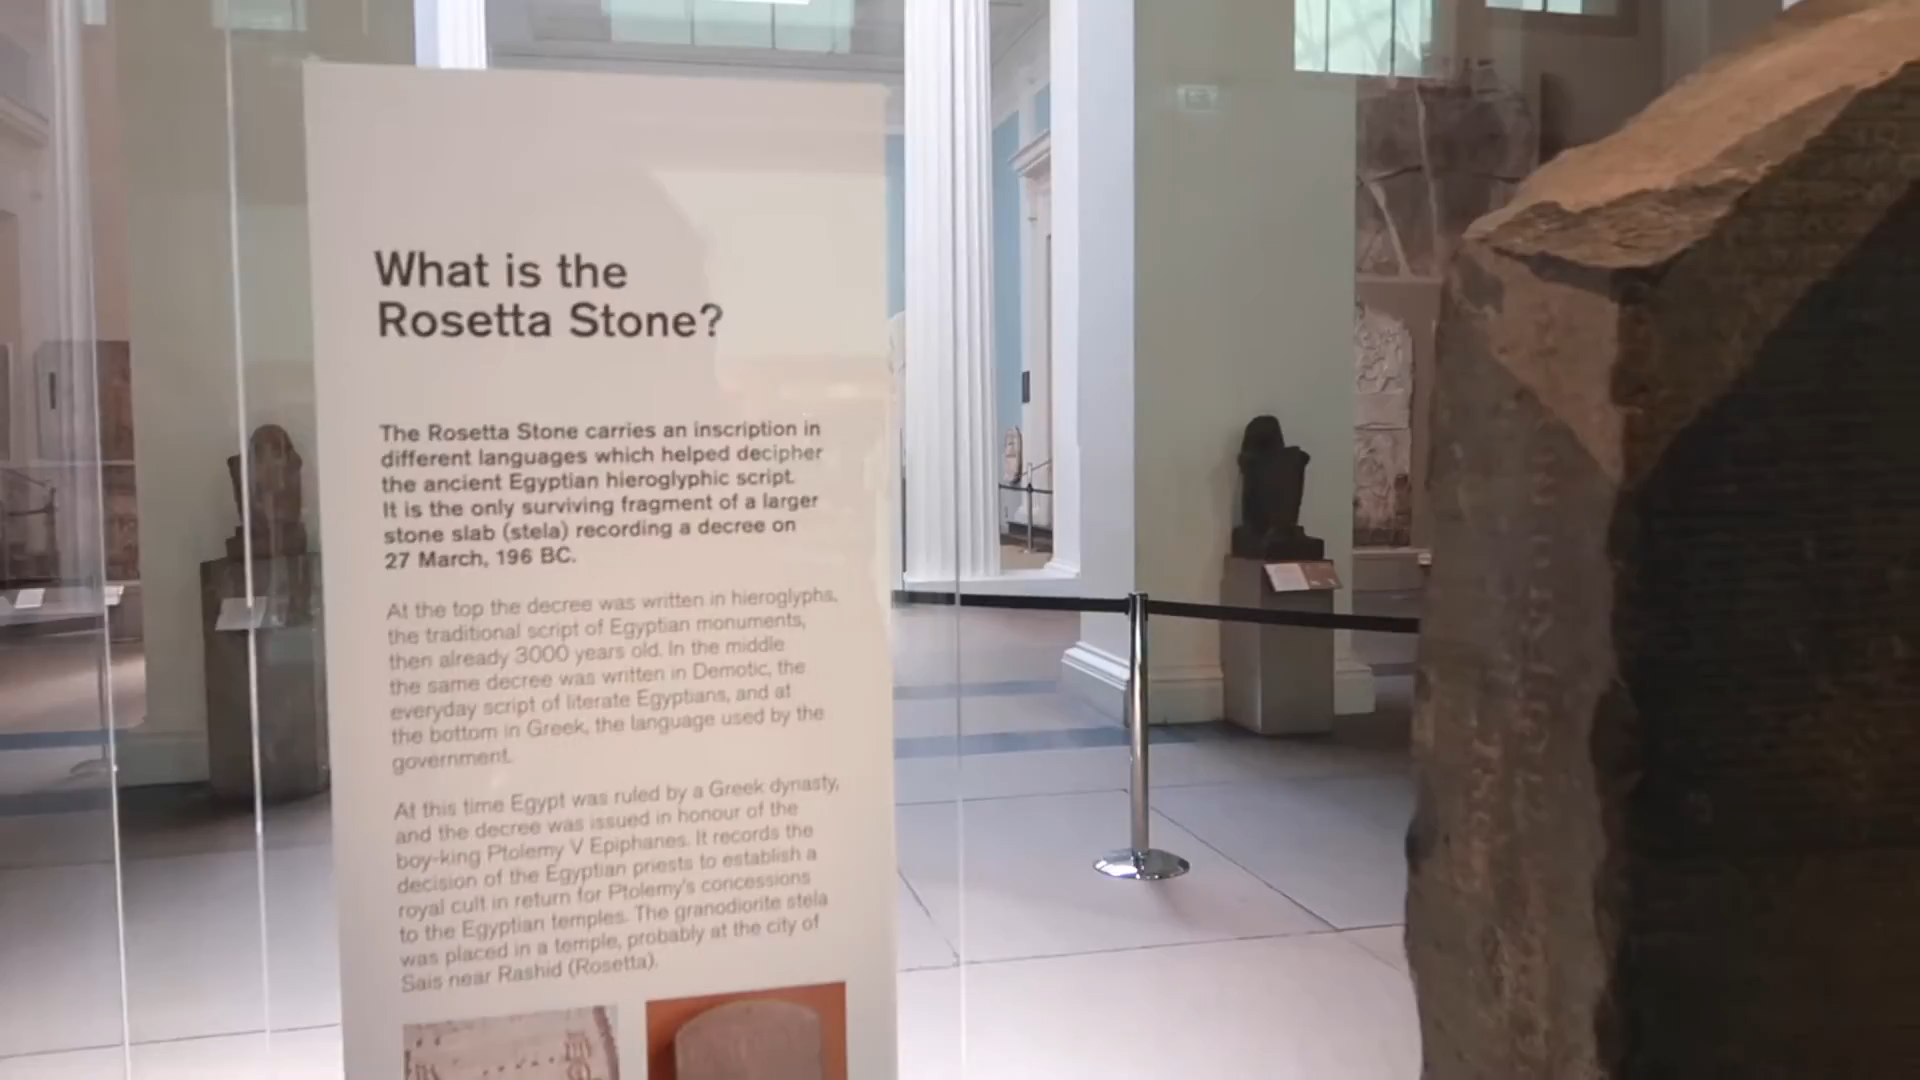 What is the
Rosetta Stone?
The Rosetta Stone carries an inscription in
different languages which helped decipher
the ancient Egyptian hieroglyphic script.
It is the only surviving fragment of a larger
stone slab (stela) recording a decree on
27 March, 196 BC.
At the top the decree was written in hieroglyphs,
the traditional script of Egyptian monuments,
then already 3000 years old. In the middle
the same decree was written in Demotic, the
everyday script of literate Egyptians, and at
the bottom in Greek, the language used by the
government.
At this time Egypt was ruled by a Greek dynasty,
and the decree was issued in honour of the
boy-king Ptolemy V Epiphanes. It records the
decision of the Egyptian priests to establish a
royal cult in return for Ptolemy's concessions
to the Egyptian temples. The granodiorite stela
was placed in a temple, probably at the city of
Sais near Rashid (Rosetta).